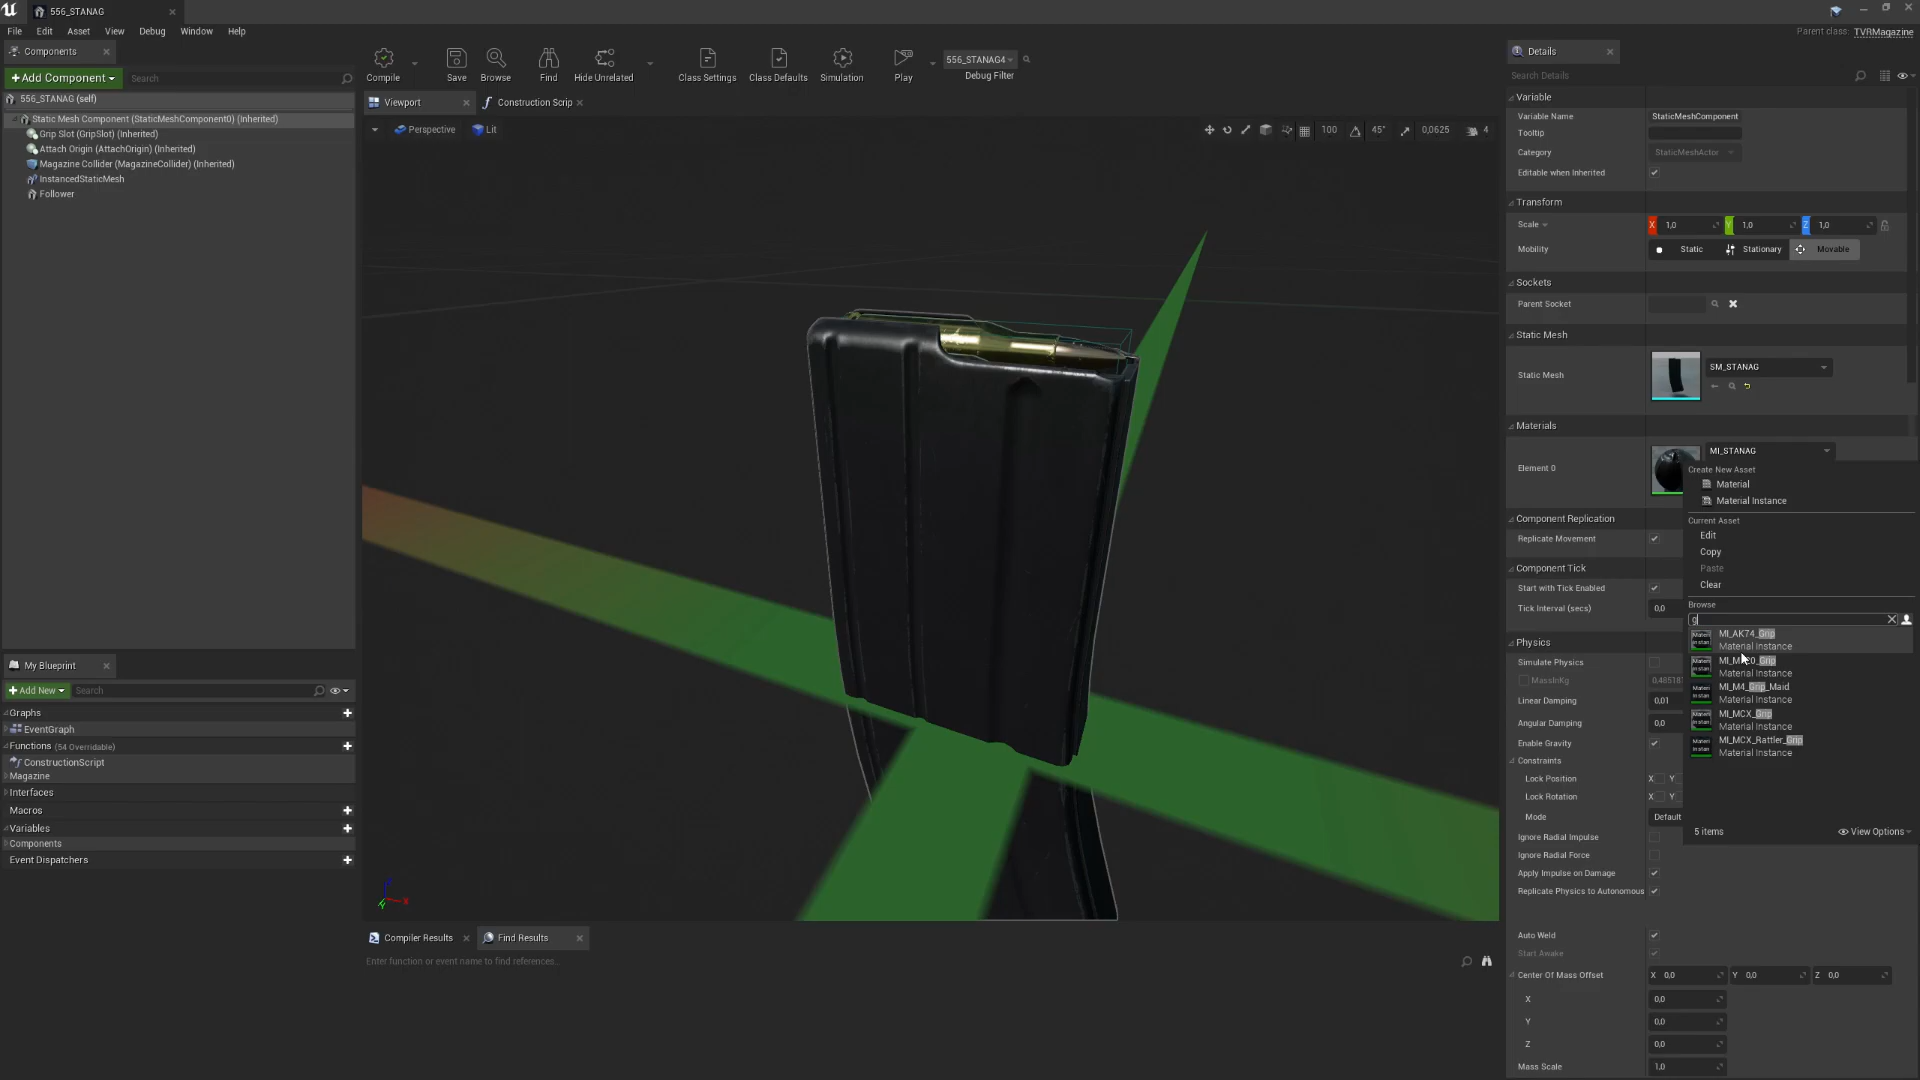 556_STANAG
File Edit Asset View Debug Window Help
Parent class: TVRMagazine
Components
Add Component
Search
556_STANAG (self)
Static Mesh Component (StaticMeshComponent0) (Inherited)
Grip Slot (GripSlot) (Inherited)
Attach Origin (AttachOrigin) (Inherited)
Magazine Collider (MagazineCollider) (Inherited)
InstancedStaticMesh
Follower
My Blueprint
Add New
Search
Graphs
EventGraph
Functions (54 Overridable)
ConstructionScript
Magazine
Interfaces
Macros
Variables
Components
Event Dispatchers
Compile Save Browse Find Hide Unrelated Class Settings Class Defaults Simulation Play
556_STANAG4
Debug Filter
Viewport
Construction Scrip
Perspective Lit
100 45° 0,0625 4
Compiler Results
Find Results
Enter function or event name to find references...
Details
Search Details
Variable
Variable Name StaticMeshComponent
Tooltip
Category StaticMeshActor
Editable when Inherited
Transform
Scale X 1,0 Y 1,0 Z 1,0
Mobility Static Stationary Movable
Sockets
Parent Socket
Static Mesh
Static Mesh SM_STANAG
Materials
Element 0 MI_STANAG
Create New Asset
Material
Material Instance
Current Asset
Edit
Copy
Paste
Clear
Browse
g
MI_AK74_Grip
Material Instance
Grip
Material Instance
MI_M4_Grip_Maid
Material Instance
MI_MCX_Grip
Material Instance
MI_MCX_Rattler_Grip
Material Instance
5 items View Options
Component Replication
Replicate Movement
Component Tick
Start with Tick Enabled
Tick Interval (secs) 0,0
Physics
Simulate Physics
MassInKg
Linear Damping 0,01
Angular Damping 0,0
Enable Gravity
Constraints
Lock Position X Y
Lock Rotation X Y
Mode Default
Ignore Radial Impulse
Ignore Radial Force
Apply Impulse on Damage
Replicate Physics to Autonomous
Auto Weld
Start Awake
Center Of Mass Offset X 0,0 Y 0,0 Z 0,0
X 0,0
Y 0,0
Z 0,0
Mass Scale 1,0